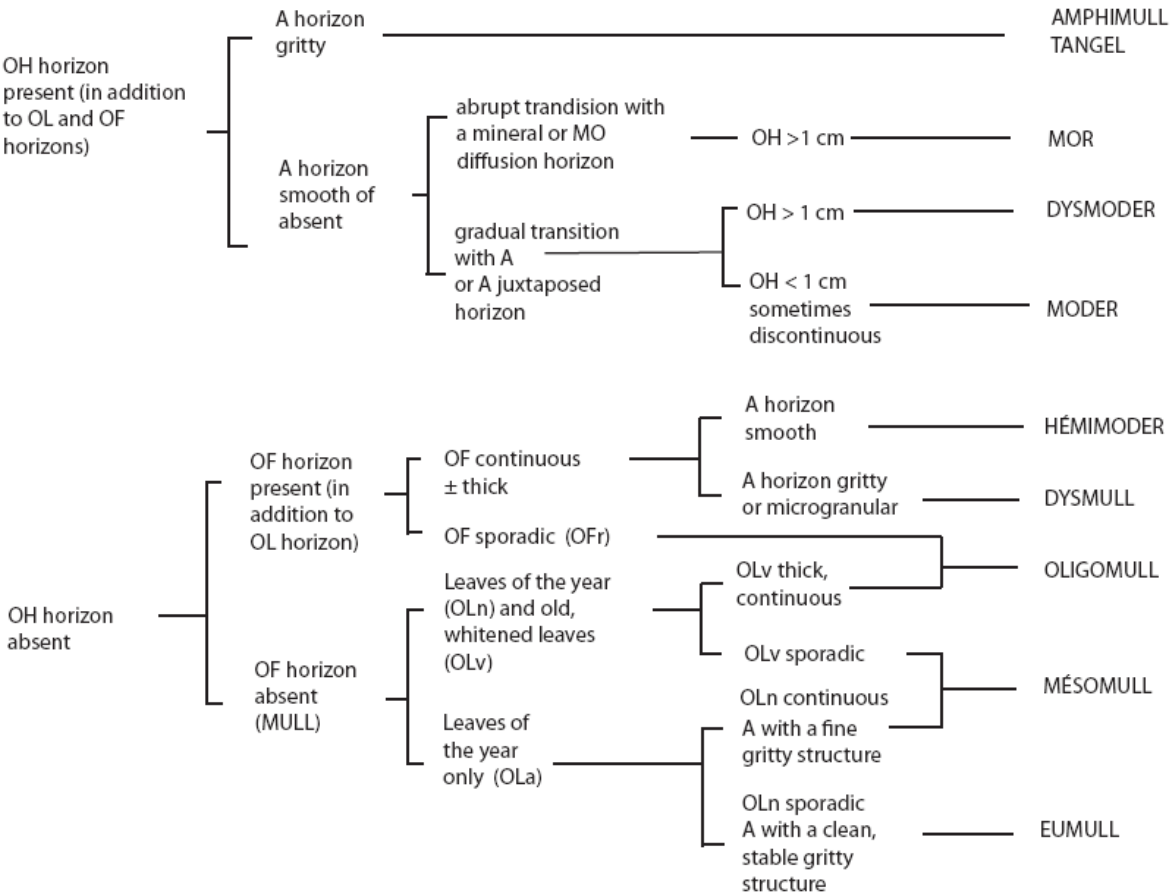 A horizon
gritty
AMPHIMULL
TANGEL
OH horizon
present (in addition
to OL and OF
horizons)
A horizon
smooth of
absent
abrupt trandision with
a mineral or MO
diffusion horizon
OH >1 cm
MOR
gradual transition
with A
or A juxtaposed
horizon
OH > 1 cm
DYSMODER
OH < 1 cm
sometimes
discontinuous
MODER
OH horizon
absent
OF horizon
present (in
addition to
OL horizon)
OF continuous
± thick
A horizon
smooth
HÉMIMODER
A horizon gritty
or microgranular
DYSMULL
OF sporadic (OFr)
OLIGOMULL
OF horizon
absent
(MULL)
Leaves of the year
(OLn) and old,
whitened leaves
(OLv)
OLv thick,
continuous
OLv sporadic
MÉSOMULL
Leaves of
the year
only (OLa)
OLn continuous
A with a fine
gritty structure
OLn sporadic
A with a clean,
stable gritty
structure
EUMULL